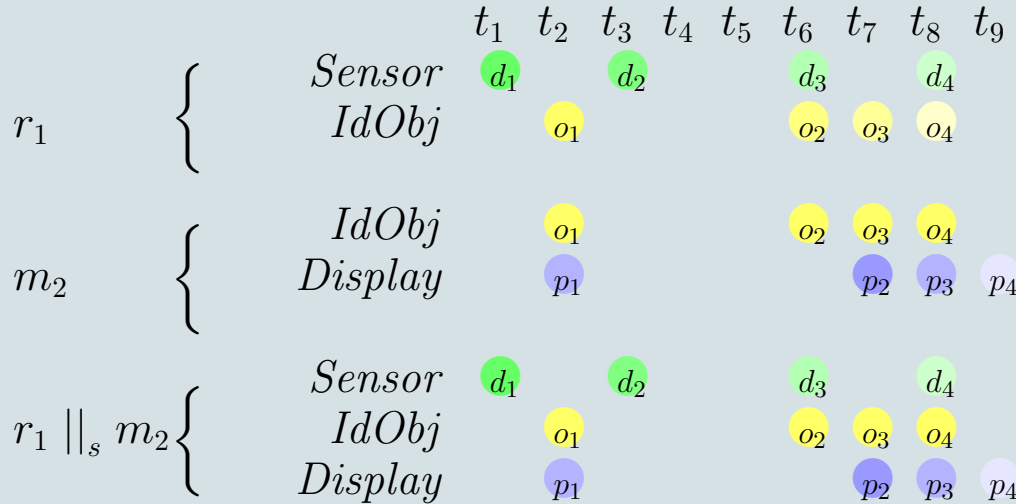 t₁ t₂ t₃ t₄ t₅ t₆ t₇ t₈ t₉
Sensor d₁ d₂ d₃ d₄
r₁ { IdObj o₁ o₂ o₃ o₄
IdObj o₁ o₂ o₃ o₄
m₂ { Display p₁ p₂ p₃ p₄
Sensor d₁ d₂ d₃ d₄
r₁ ||ₛ m₂ { IdObj o₁ o₂ o₃ o₄
Display p₁ p₂ p₃ p₄